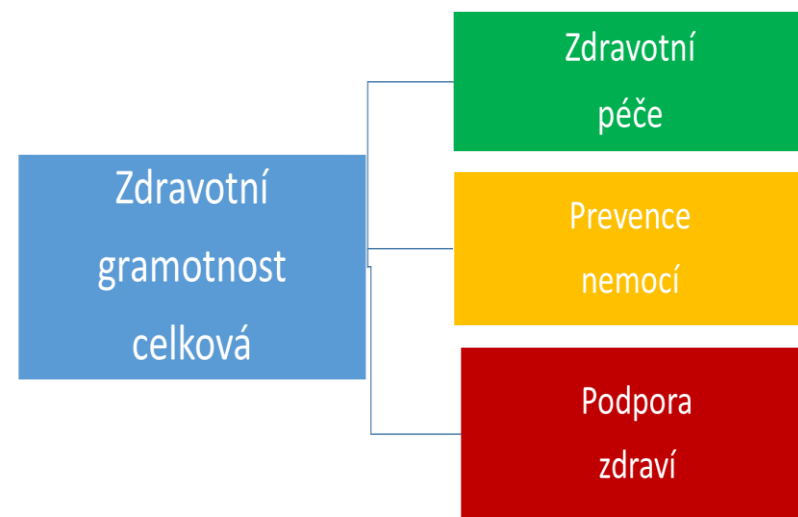 Zdravotní
péče
Zdravotní
gramotnost
celková
Prevence
nemocí
Podpora
zdraví